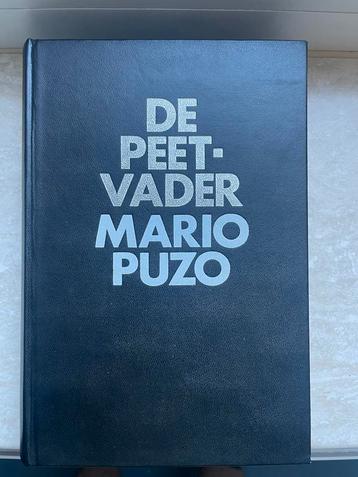 DE
PEET-
VADER
MARIO
PUZO